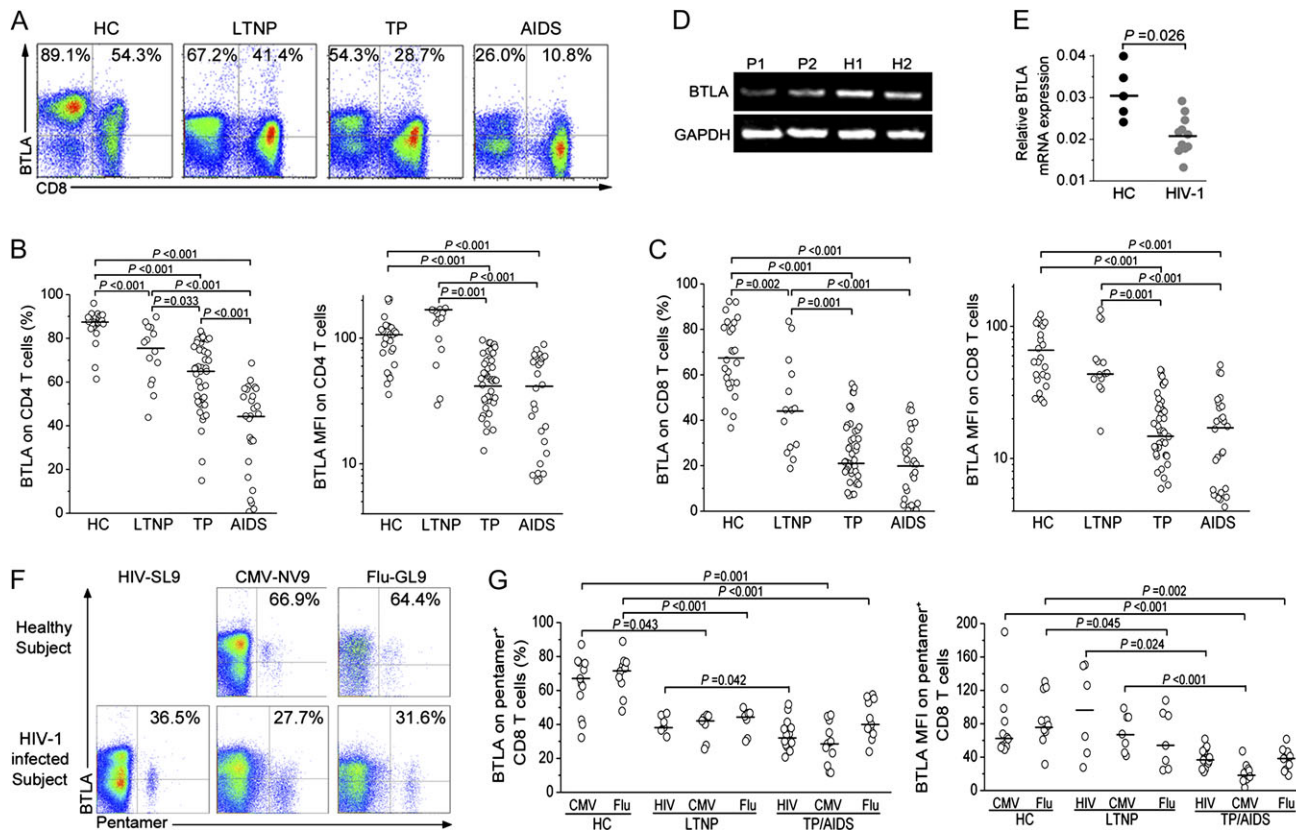 A
HC LTNP TP AIDS
89.1% 54.3% 67.2% 41.4% 54.3% 28.7% 26.0% 10.8%
BTLA
CD8
D
P1 P2 H1 H2
BTLA
GAPDH
E
P =0.026
Relative BTLA
mRNA expression
0.04
0.03
0.02
0.01
HC HIV-1
B
P <0.001
P <0.001
P <0.001 P <0.001
P =0.033 P <0.001
BTLA on CD4 T cells (%)
100
80
60
40
20
0
HC LTNP TP AIDS
P <0.001
P <0.001
P <0.001
P =0.001
BTLA MFI on CD4 T cells
100
10
HC LTNP TP AIDS
C
P <0.001
P <0.001
P =0.002 P <0.001
P =0.001
BTLA on CD8 T cells (%)
100
80
60
40
20
0
HC LTNP TP AIDS
P <0.001
P <0.001
P <0.001
P =0.001
BTLA MFI on CD8 T cells
100
10
HC LTNP TP AIDS
F
HIV-SL9 CMV-NV9 Flu-GL9
Healthy
Subject
66.9% 64.4%
HIV-1
infected
Subject
36.5% 27.7% 31.6%
BTLA
Pentamer
G
P =0.001
P <0.001
P <0.001
P =0.043
P =0.042
BTLA on pentamer⁺
CD8 T cells (%)
100
80
60
40
20
0
CMV Flu HIV CMV Flu HIV CMV Flu
HC LTNP TP/AIDS
P =0.002
P <0.001
P =0.045
P =0.024
P <0.001
BTLA MFI on pentamer⁺
CD8 T cells
200
160
120
80
40
0
CMV Flu HIV CMV Flu HIV CMV Flu
HC LTNP TP/AIDS